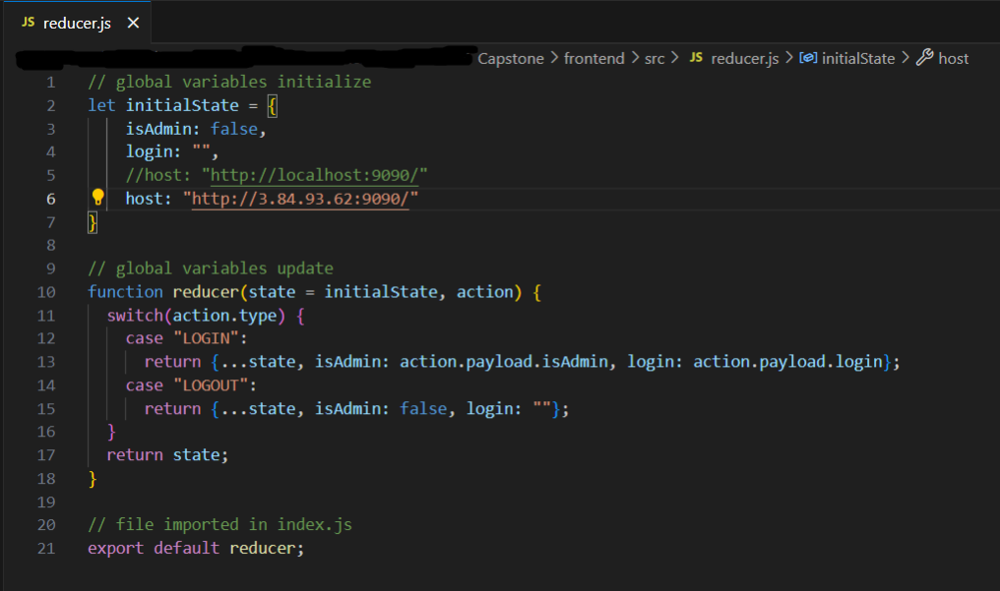 JS reducer.js ×
Capstone > frontend > src > JS reducer.js > initialState > host
1 // global variables initialize
2 let initialState = {
3 isAdmin: false,
4 login: "",
5 //host: "http://localhost:9090/"
6 host: "http://3.84.93.62:9090/"
7 }
8
9 // global variables update
10 function reducer(state = initialState, action) {
11 switch(action.type) {
12 case "LOGIN":
13 return {...state, isAdmin: action.payload.isAdmin, login: action.payload.login};
14 case "LOGOUT":
15 return {...state, isAdmin: false, login: ""};
16 }
17 return state;
18 }
19
20 // file imported in index.js
21 export default reducer;